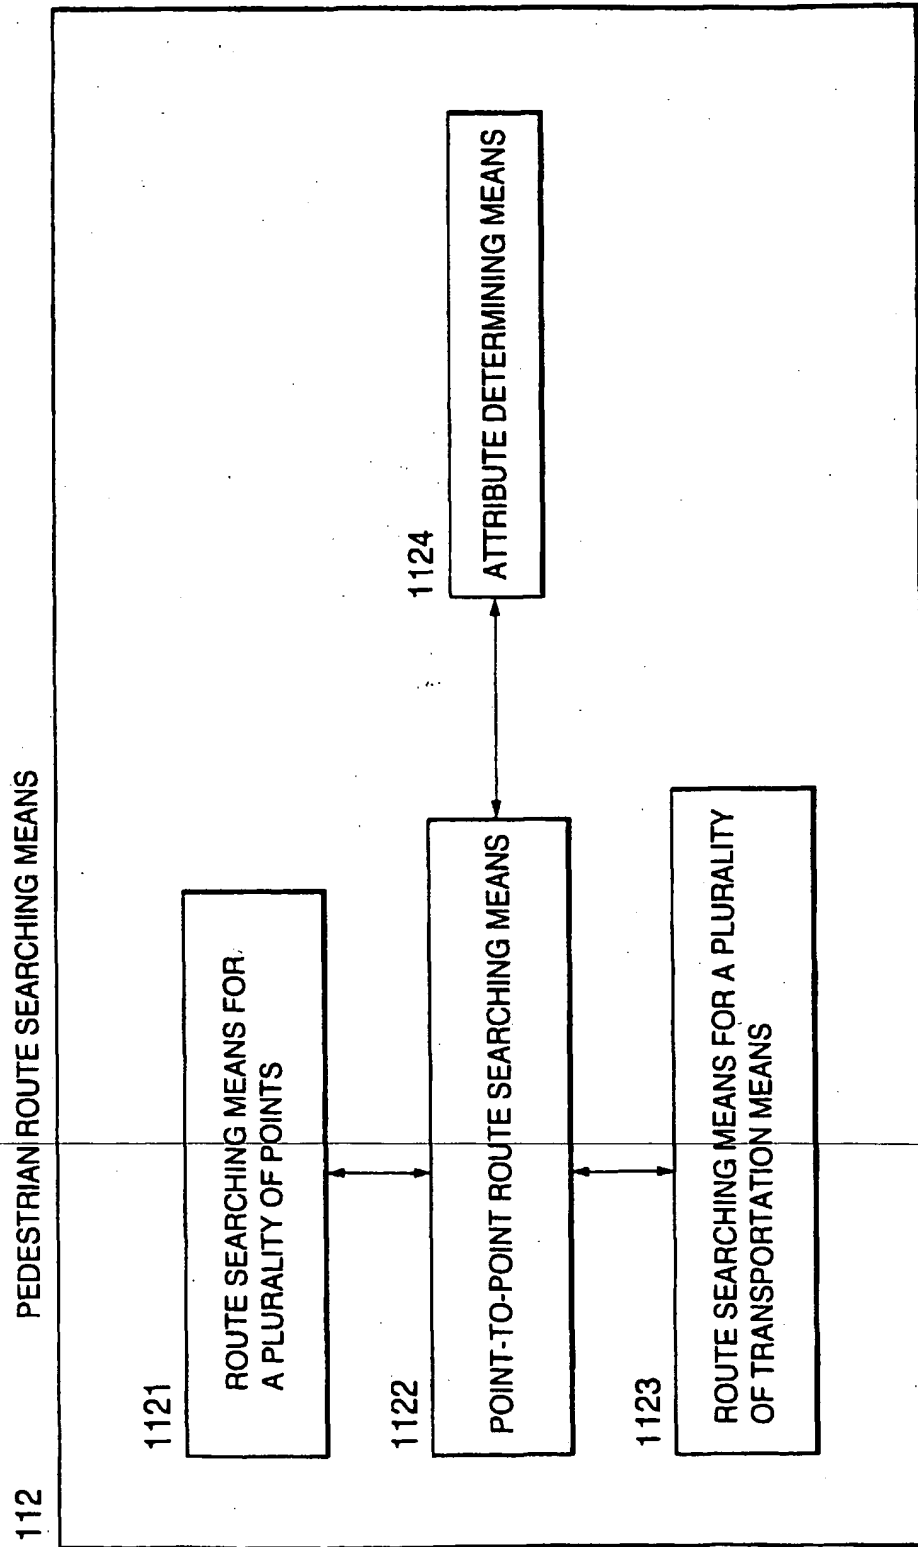 112 PEDESTRIAN ROUTE SEARCHING MEANS
1121
ROUTE SEARCHING MEANS FOR
A PLURALITY OF POINTS
1122
POINT-TO-POINT ROUTE SEARCHING MEANS
1124
ATTRIBUTE DETERMINING MEANS
1123
ROUTE SEARCHING MEANS FOR A PLURALITY
OF TRANSPORTATION MEANS